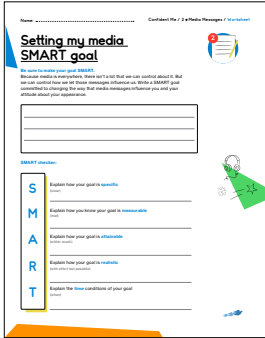 Name
Confident Me / 2 ● Media Messages / Worksheet
Setting my media
SMART goal
2
Be sure to make your goal SMART.
Because media is everywhere, there isn't a lot that we can control about it. But
we can control how we let those messages influence us. Write a SMART goal
committed to changing the way that media messages influence you and your
attitude about your appearance.
SMART checker:
S
Explain how your goal is specific
M
Explain how you know your goal is measurable
A
Explain how your goal is attainable
(within reach)
R
Explain how your goal is realistic
T
Explain the time conditions of your goal
(when)